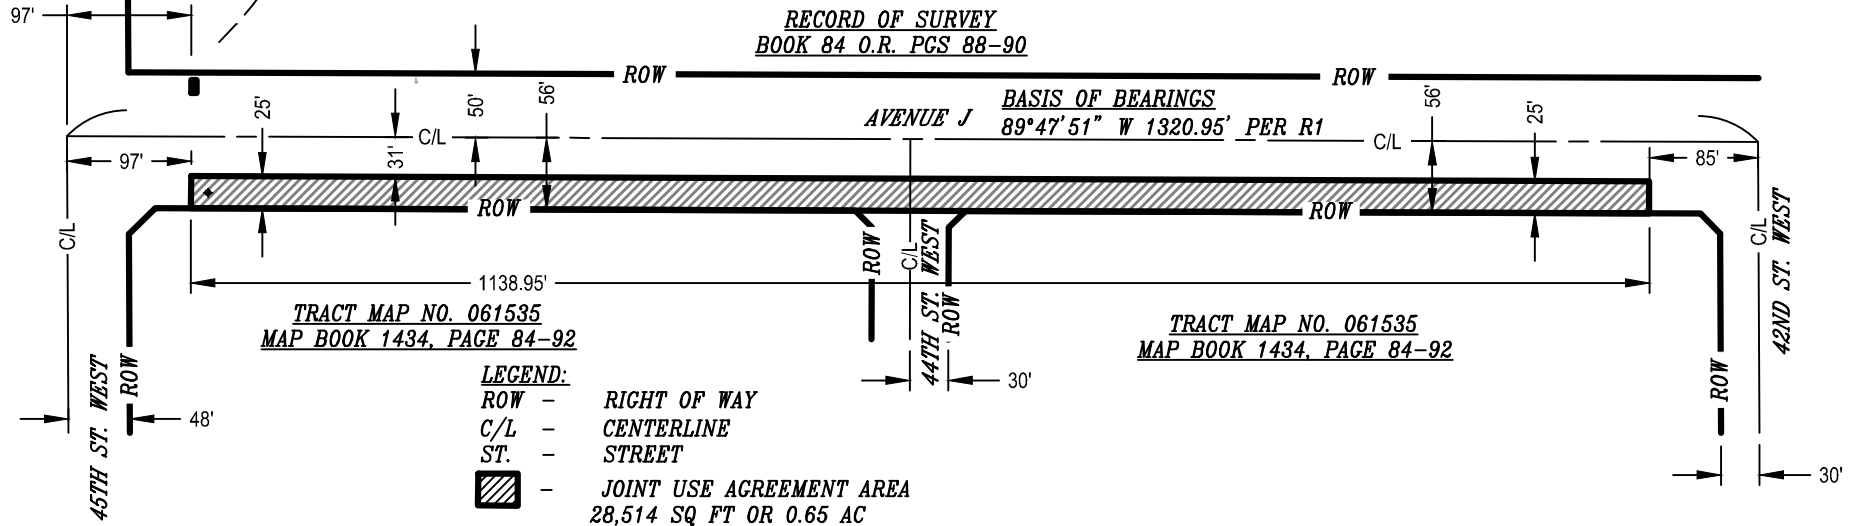 97'
RECORD OF SURVEY
BOOK 84 O.R. PGS 88-90
ROW
ROW
25'
50'
56'
AVENUE J
BASIS OF BEARINGS
89°47'51" W 1320.95' PER R1
56'
25'
C/L
C/L
97'
31'
85'
ROW
ROW
C/L
ROW
C/L
44TH ST. WEST
ROW
C/L
42ND ST. WEST
1138.95'
TRACT MAP NO. 061535
MAP BOOK 1434, PAGE 84-92
TRACT MAP NO. 061535
MAP BOOK 1434, PAGE 84-92
45TH ST. WEST
ROW
48'
30'
ROW
30'
LEGEND:
ROW - RIGHT OF WAY
C/L - CENTERLINE
ST. - STREET
- JOINT USE AGREEMENT AREA
28,514 SQ FT OR 0.65 AC